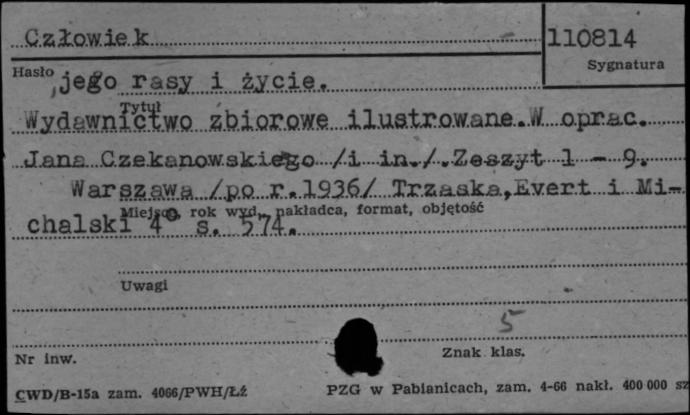 Człowiek
110814
Hasło
Sygnatura
,jego rasy i życie.
Tytuł
Wydawnictwo zbiorowe ilustrowane.W oprac.
Jana Czekanowskiego /i in./.Zeszyt 1 - 9.
Warszawa /po r.1936/ Trzaska,Evert i Mi-
Miejsce, rok wyd., nakładca, format, objętość
chalski 4° s. 574.
Uwagi
5
Nr inw.
Znak klas.
CWD/B-15a zam. 4066/PWH/Łź
PZG w Pabianicach, zam. 4-66 nakł. 400 000 sz